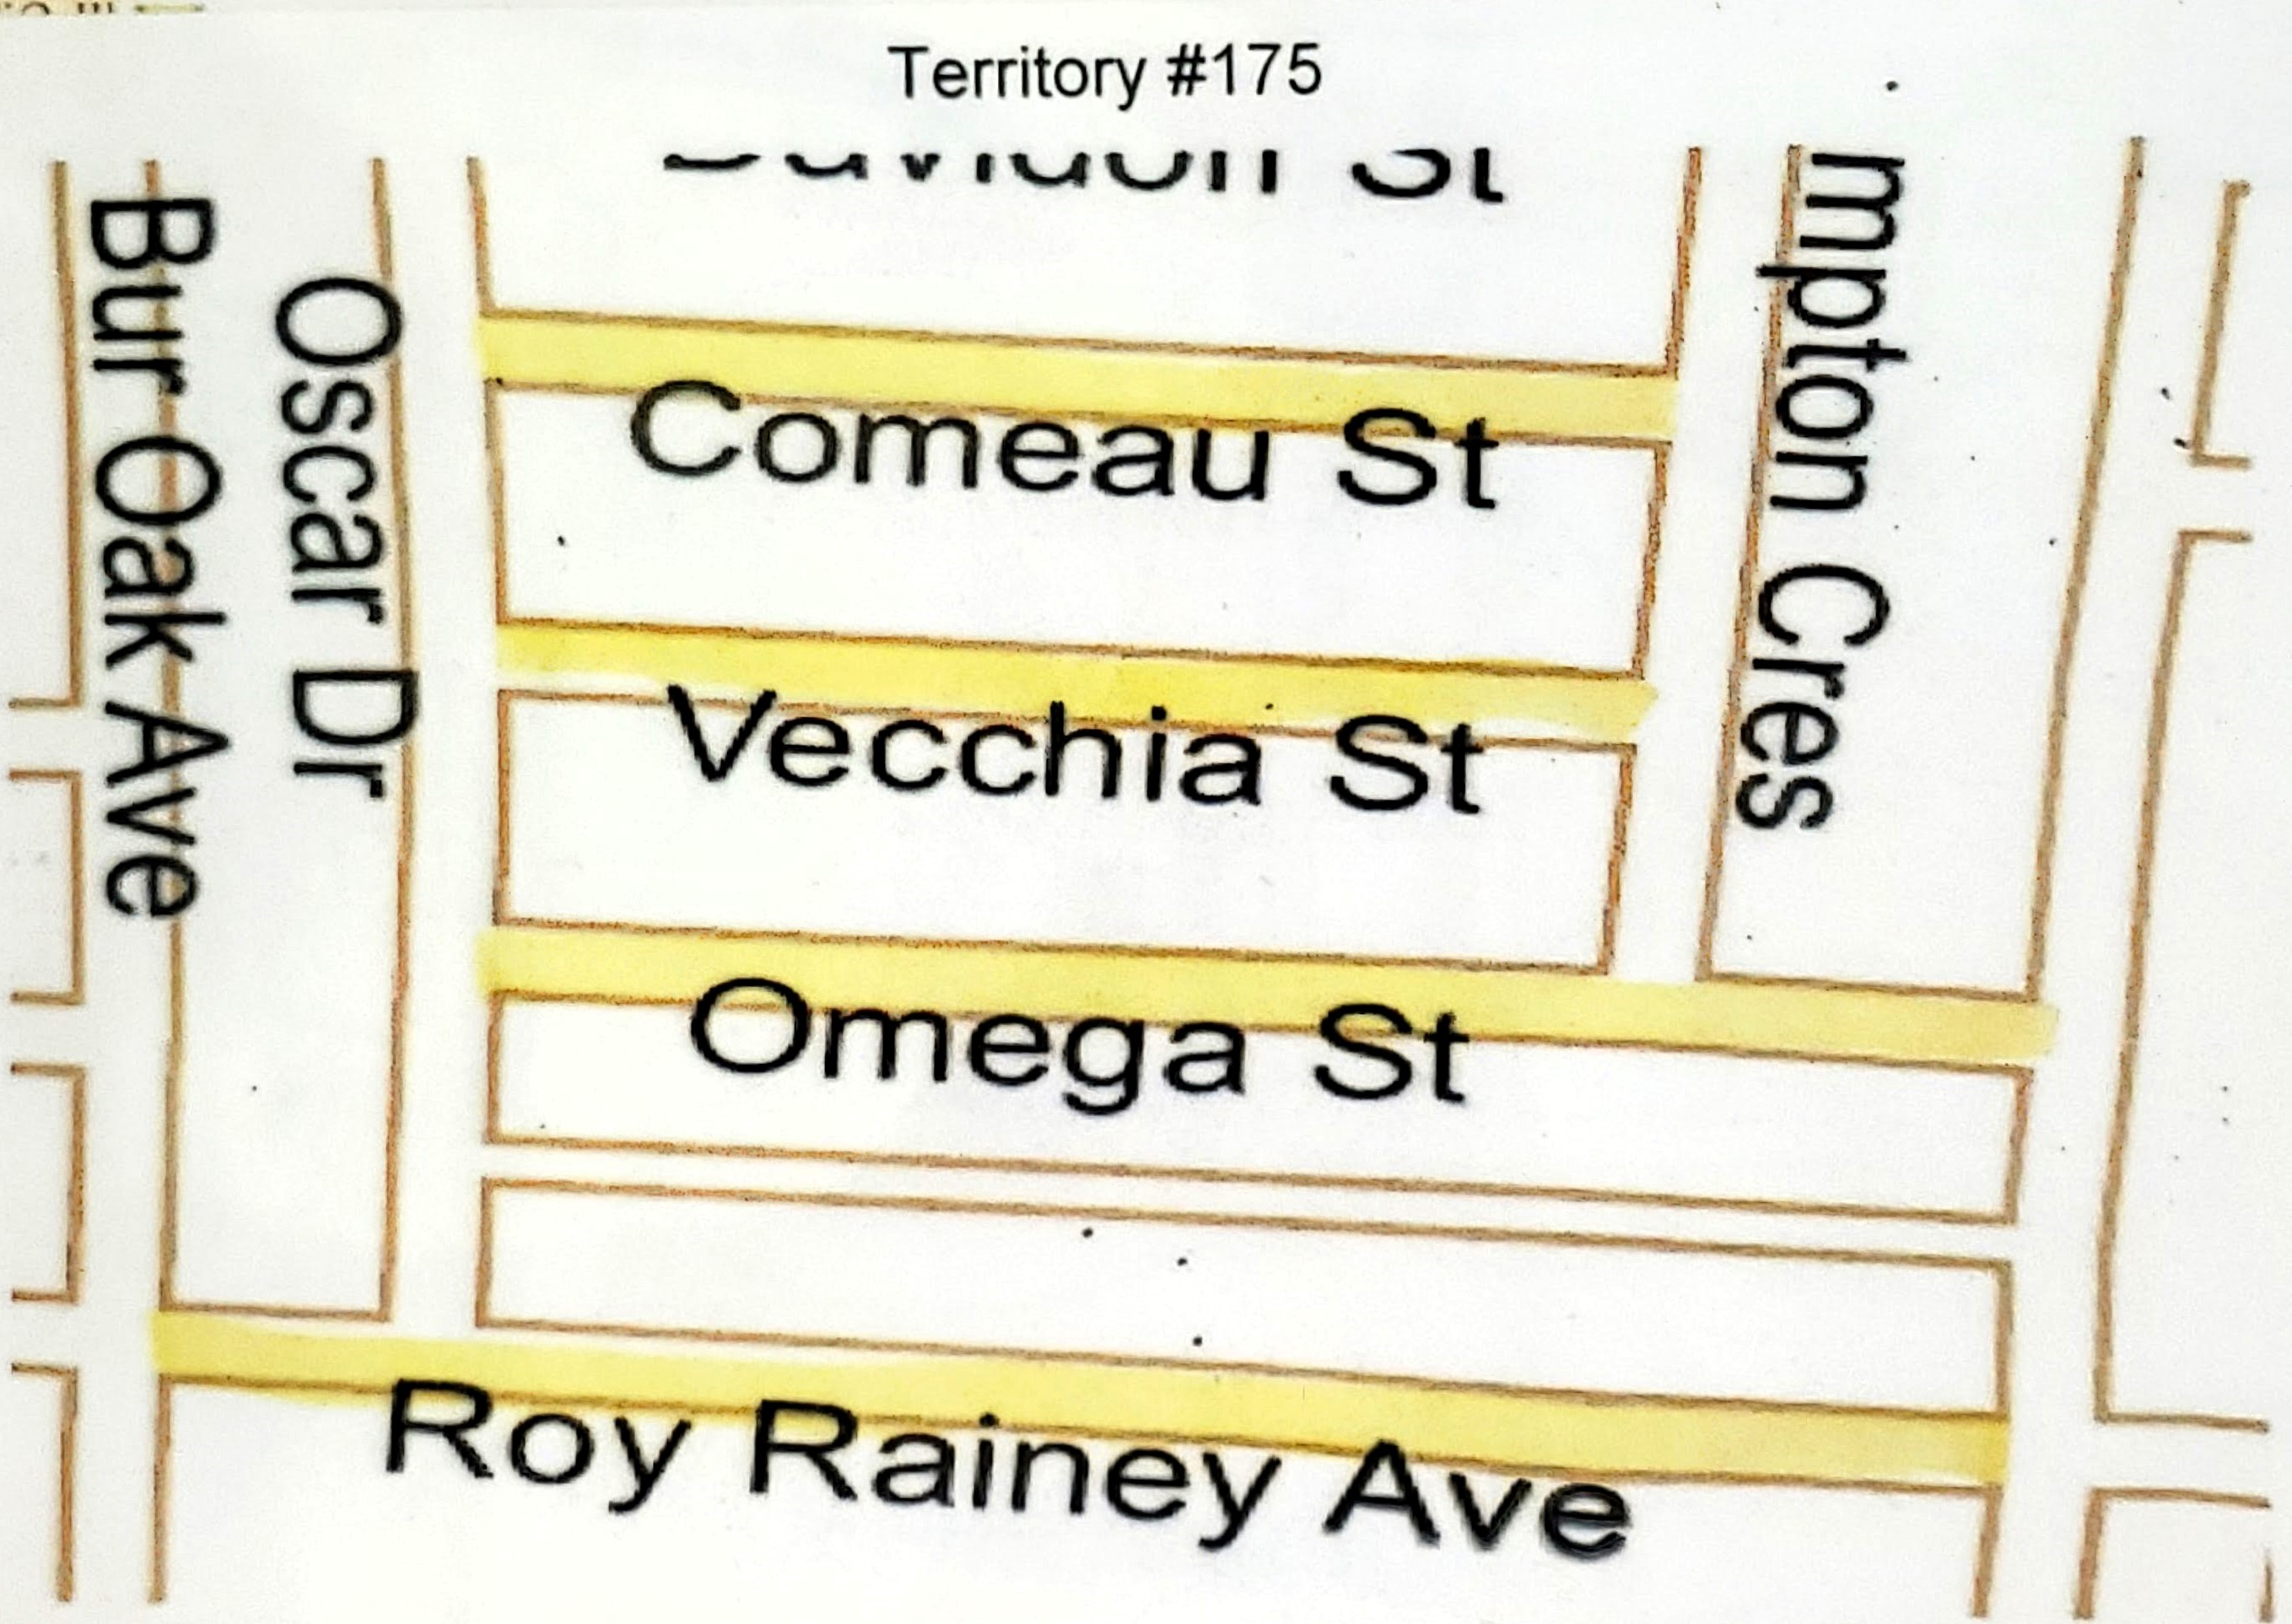 Territory #175
St
mpton Cres
Bur Oak Ave
Oscar Dr
Comeau St
Vecchia St
Omega St
Roy Rainey Ave